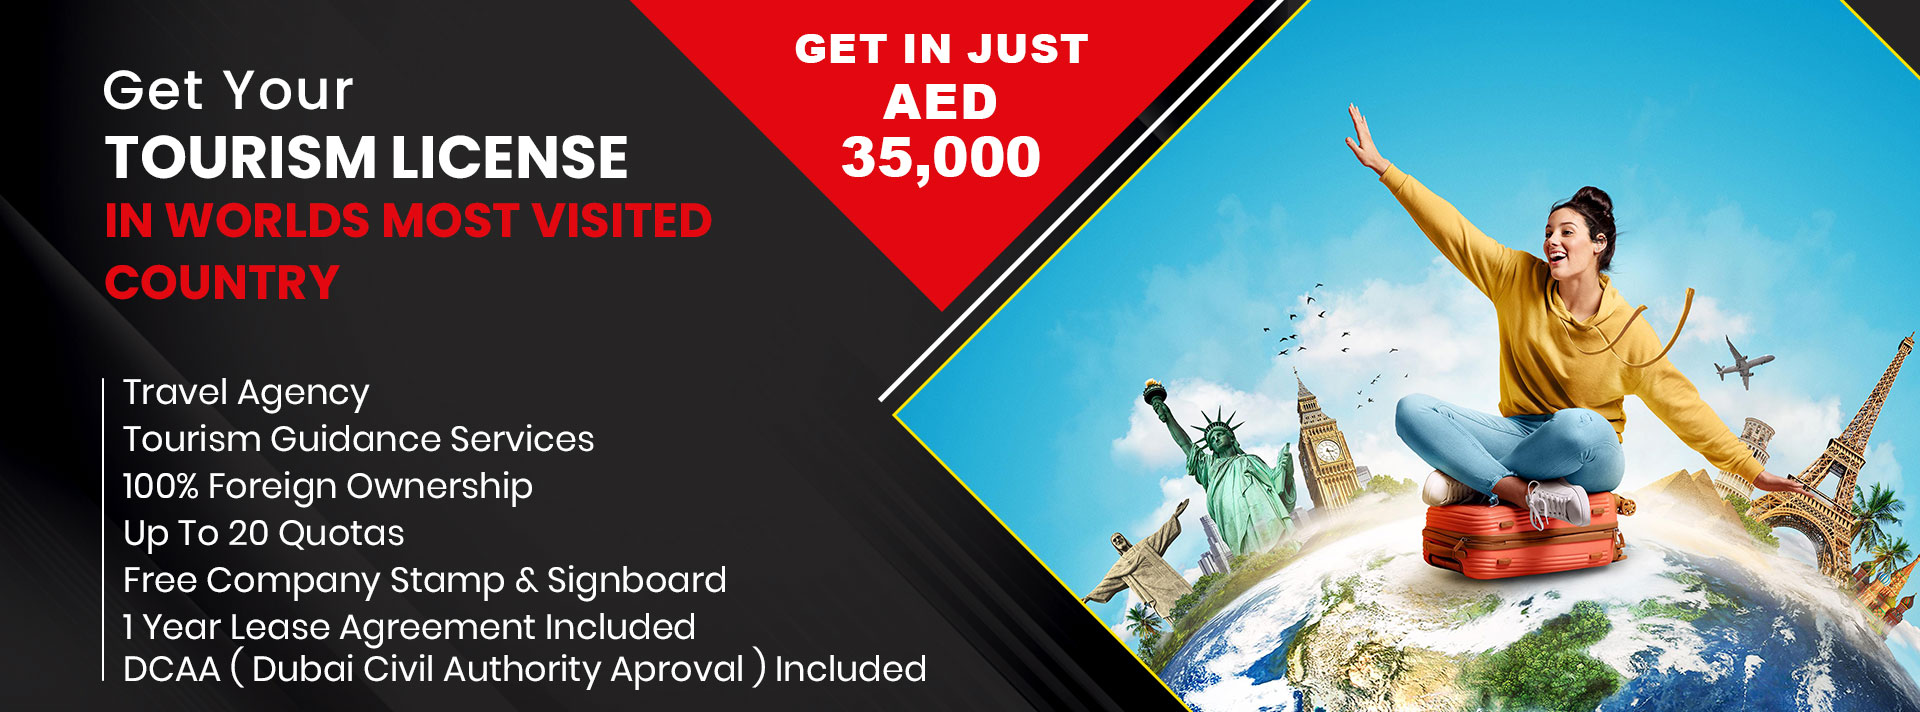 Get Your
TOURISM LICENSE
IN WORLDS MOST VISITED
COUNTRY
GET IN JUST
AED
35,000
Travel Agency
Tourism Guidance Services
100% Foreign Ownership
Up To 20 Quotas
Free Company Stamp & Signboard
1 Year Lease Agreement Included
DCAA ( Dubai Civil Authority Aproval ) Included